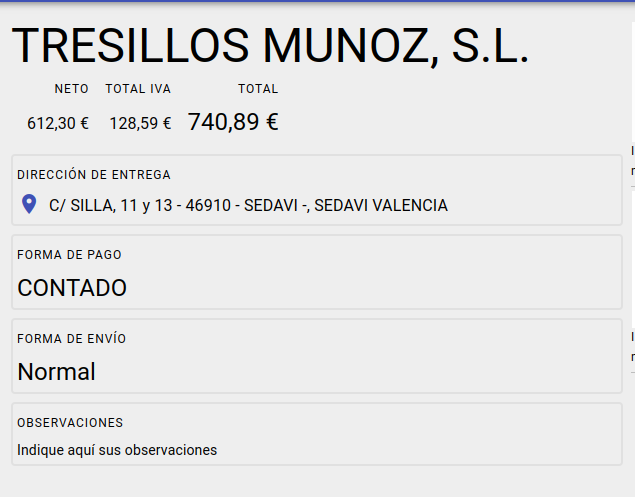 TRESILLOS MUNOZ, S.L.
NETO TOTAL IVA TOTAL
612,30 € 128,59 € 740,89 €
DIRECCIÓN DE ENTREGA
C/ SILLA, 11 y 13 - 46910 - SEDAVI -, SEDAVI VALENCIA
FORMA DE PAGO
CONTADO
FORMA DE ENVÍO
Normal
OBSERVACIONES
Indique aquí sus observaciones